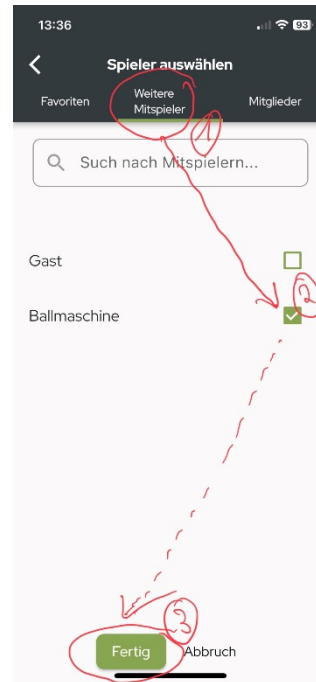 13:36
93
Spieler auswählen
Favoriten
Weitere
Mitspieler
Mitglieder
1
Such nach Mitspielern...
Gast
2
Ballmaschine
3
Fertig
Abbruch